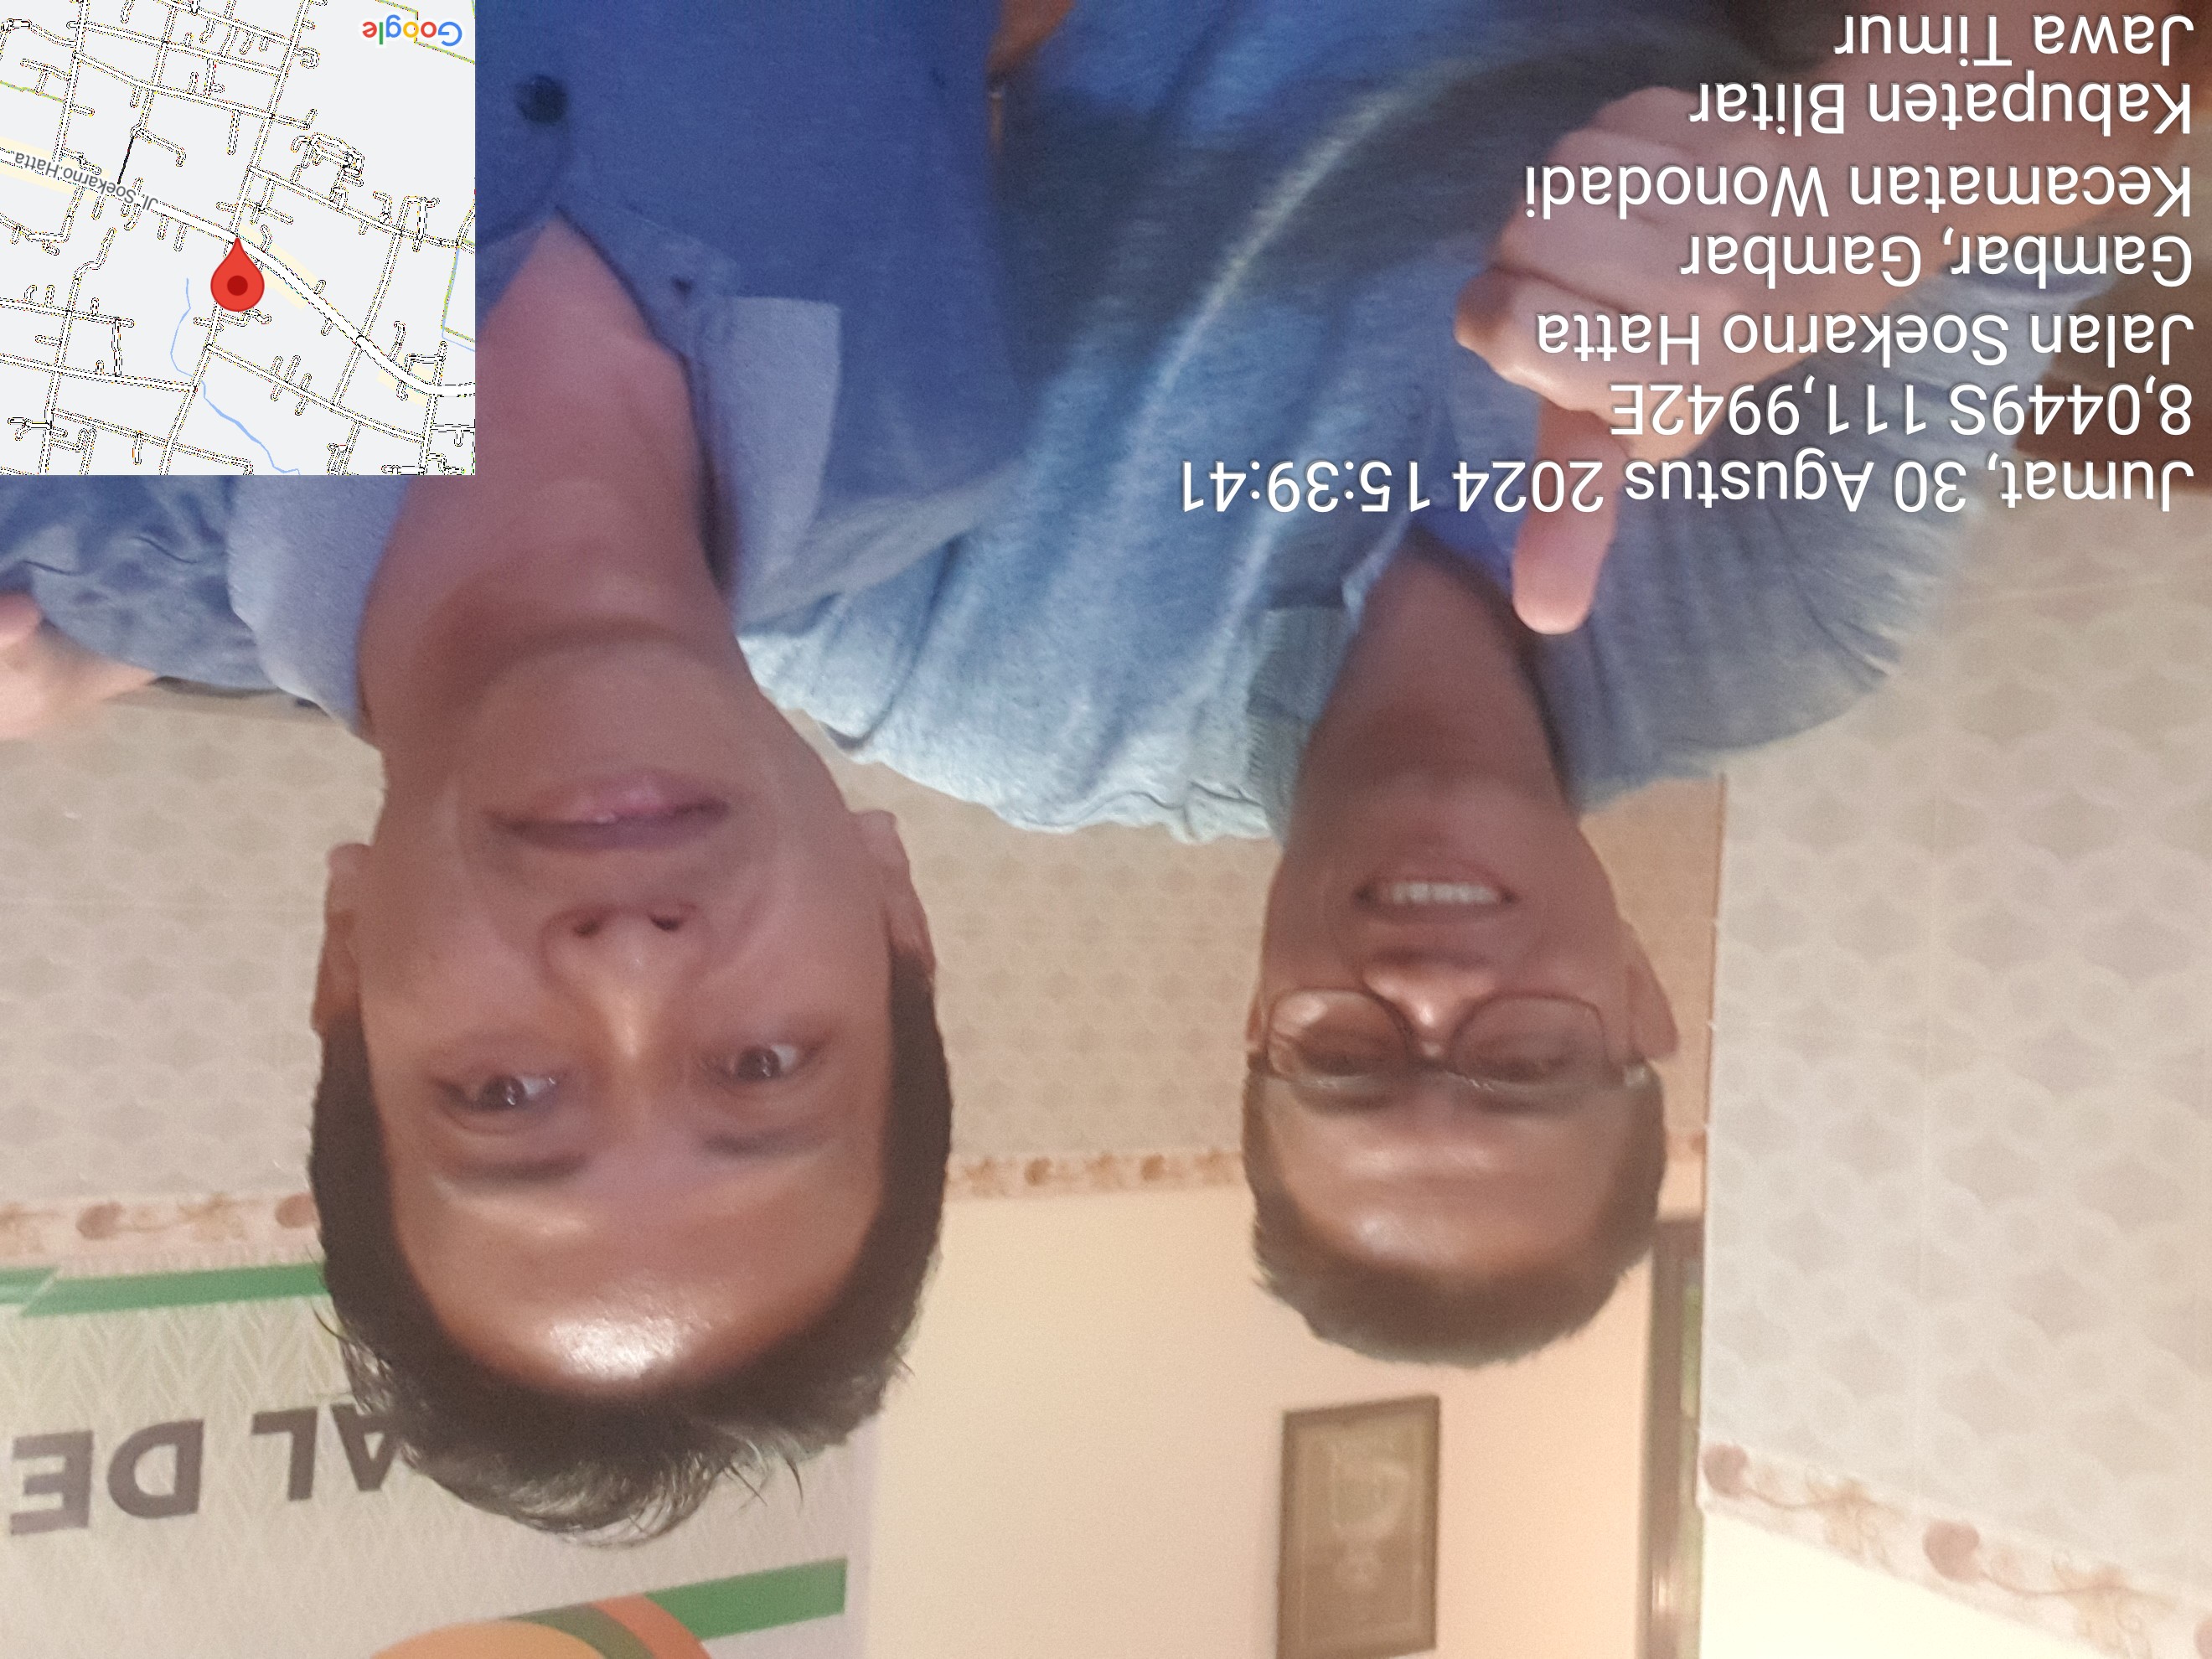 AL DE
Jumat, 30 Agustus 2024 15:39:41
8,0449S 111,9942E
Jalan Soekarno Hatta
Gambar, Gambar
Kecamatan Wonodadi
Kabupaten Blitar
Jawa Timur
Jl. Soekarno Hatta
Google